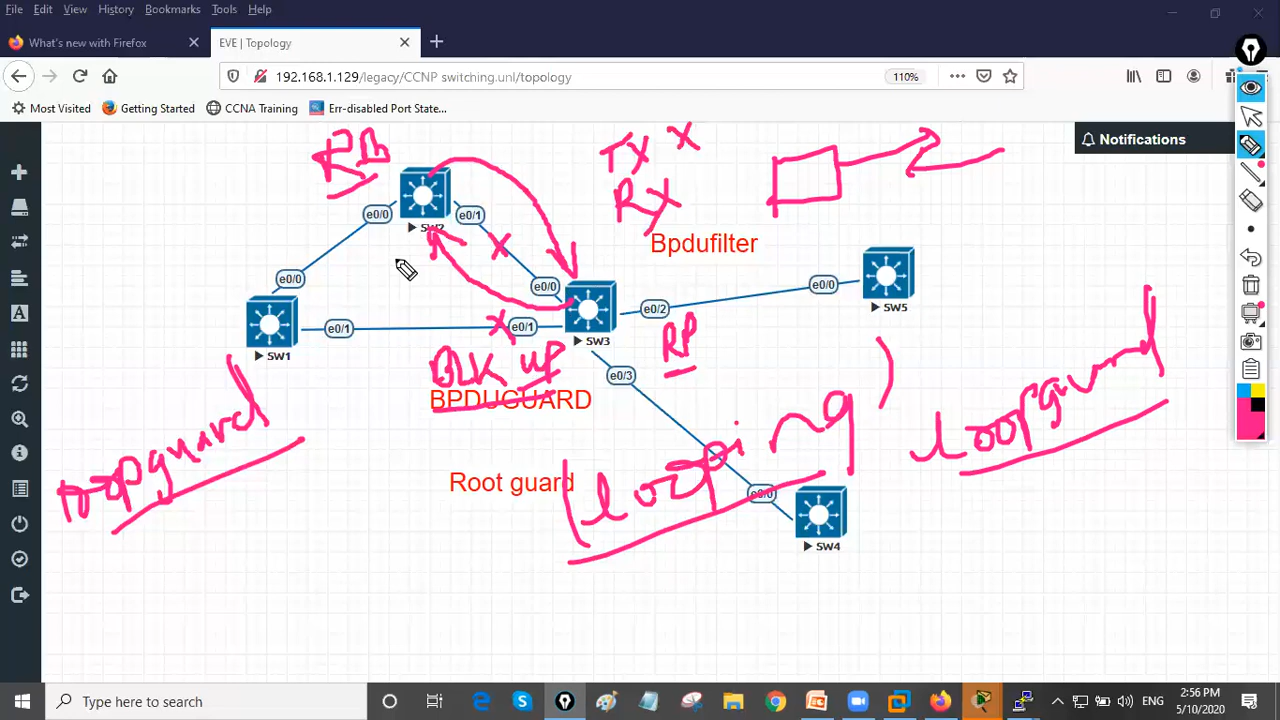 File Edit View History Bookmarks Tools Help
What's new with Firefox
EVE | Topology
192.168.1.129/legacy/CCNP switching.unl/topology
110%
Most Visited
Getting Started
CCNA Training
Err-disabled Port State...
Notifications
RB
TX X
RX
SW2
e0/0
e0/1
Bpdufilter
e0/0
e0/0
e0/0
SW5
e0/2
SW1
e0/1
e0/1
SW3
RP
BLK UP
e0/3
BPDUGUARD
loopguard
loopguard
Root guard
looping
e0/0
SW4
Type here to search
ENG
2:56 PM
5/10/2020